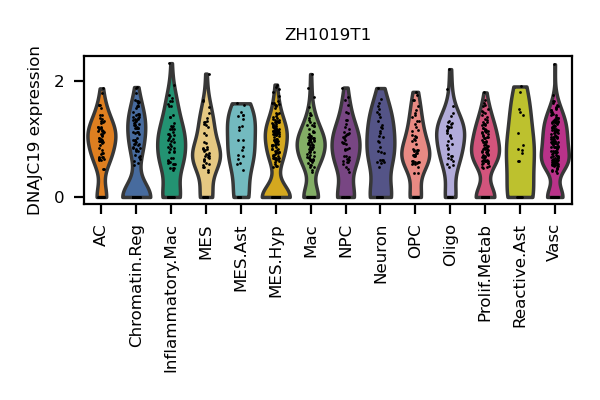 ZH1019T1
DNAJC19 expression
2
0
AC
Chromatin.Reg
Inflammatory.Mac
MES
MES.Ast
MES.Hyp
Mac
NPC
Neuron
OPC
Oligo
Prolif.Metab
Reactive.Ast
Vasc